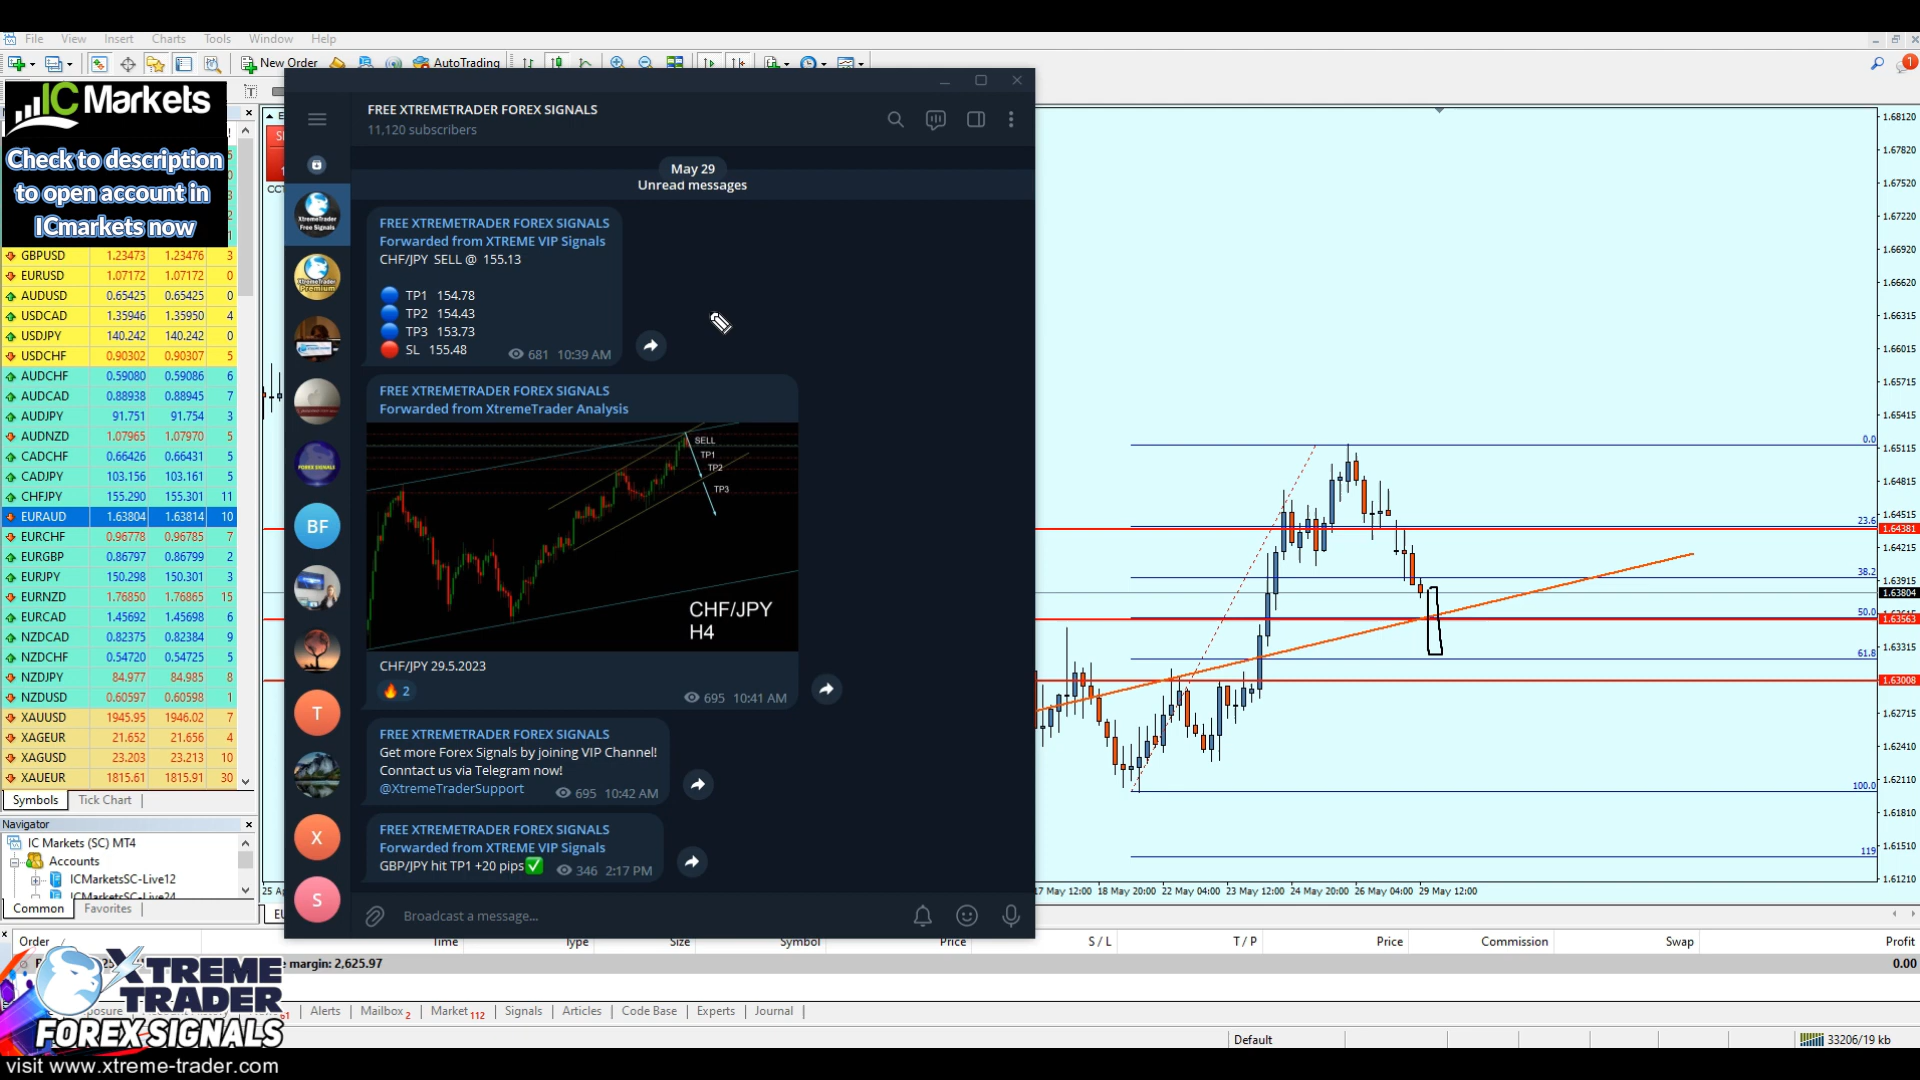 File View Insert Charts Tools Window Help
New Order AutoTrading
IC Markets
Check to description
to open account in
ICmarkets now
GBPUSD 1.23473 1.23476 3
EURUSD 1.07172 1.07172 0
AUDUSD 0.65425 0.65425 0
USDCAD 1.35946 1.35950 4
USDJPY 140.242 140.242 0
USDCHF 0.90302 0.90307 5
AUDCHF 0.59080 0.59086 6
AUDCAD 0.88938 0.88945 7
AUDJPY 91.751 91.754 3
AUDNZD 1.07965 1.07970 5
CADCHF 0.66426 0.66431 5
CADJPY 103.156 103.161 5
CHFJPY 155.290 155.301 11
EURAUD 1.63804 1.63814 10
EURCHF 0.96778 0.96785 7
EURGBP 0.86797 0.86799 2
EURJPY 150.298 150.301 3
EURNZD 1.76850 1.76865 15
EURCAD 1.45692 1.45698 6
NZDCAD 0.82375 0.82384 9
NZDCHF 0.54720 0.54725 5
NZDJPY 84.977 84.985 8
NZDUSD 0.60597 0.60598 1
XAUUSD 1945.95 1946.02 7
XAGEUR 21.652 21.656 4
XAGUSD 23.203 23.213 10
XAUEUR 1815.61 1815.91 30
Symbols Tick Chart
Navigator
IC Markets (SC) MT4
Accounts
ICMarketsSC-Live12
ICMarketsSC-Live24
Common Favorites
FREE XTREMETRADER FOREX SIGNALS
11,120 subscribers
XtremeTrader
Free Signals
XtremeTrader
Premium
FOREX SIGNALS
BF
T
X
S
May 29
Unread messages
FREE XTREMETRADER FOREX SIGNALS
Forwarded from XTREME VIP Signals
CHF/JPY SELL @ 155.13
🔵 TP1 154.78
🔵 TP2 154.43
🔵 TP3 153.73
🔴 SL 155.48
681 10:39 AM
FREE XTREMETRADER FOREX SIGNALS
Forwarded from XtremeTrader Analysis
SELL
TP1
TP2
TP3
CHF/JPY
H4
CHF/JPY 29.5.2023
🔥 2 695 10:41 AM
FREE XTREMETRADER FOREX SIGNALS
Get more Forex Signals by joining VIP Channel!
Conntact us via Telegram now!
@XtremeTraderSupport 695 10:42 AM
FREE XTREMETRADER FOREX SIGNALS
Forwarded from XTREME VIP Signals
GBP/JPY hit TP1 +20 pips✅ 346 2:17 PM
Broadcast a message...
1
1.68120
1.67820
1.67520
1.67220
1.66920
1.66620
1.66315
1.66015
1.65715
1.65415
0.0
1.65115
1.64815
1.64515
23.6
1.64381
1.64215
38.2
1.63915
1.63804
50.0
1.63563
1.63315
61.8
1.63008
1.62715
1.62410
1.62110
100.0
1.61810
1.61510
119
1.61210
25 Ap 17 May 12:00 18 May 20:00 22 May 04:00 23 May 12:00 24 May 20:00 26 May 04:00 29 May 12:00
Order Time Type Size Symbol Price S / L T / P Price Commission Swap Profit
e margin: 2,625.97 0.00
Alerts Mailbox 2 Market 112 Signals Articles Code Base Experts Journal
XTREME
TRADER
FOREX SIGNALS
Default 33206/19 kb
visit www.xtreme-trader.com